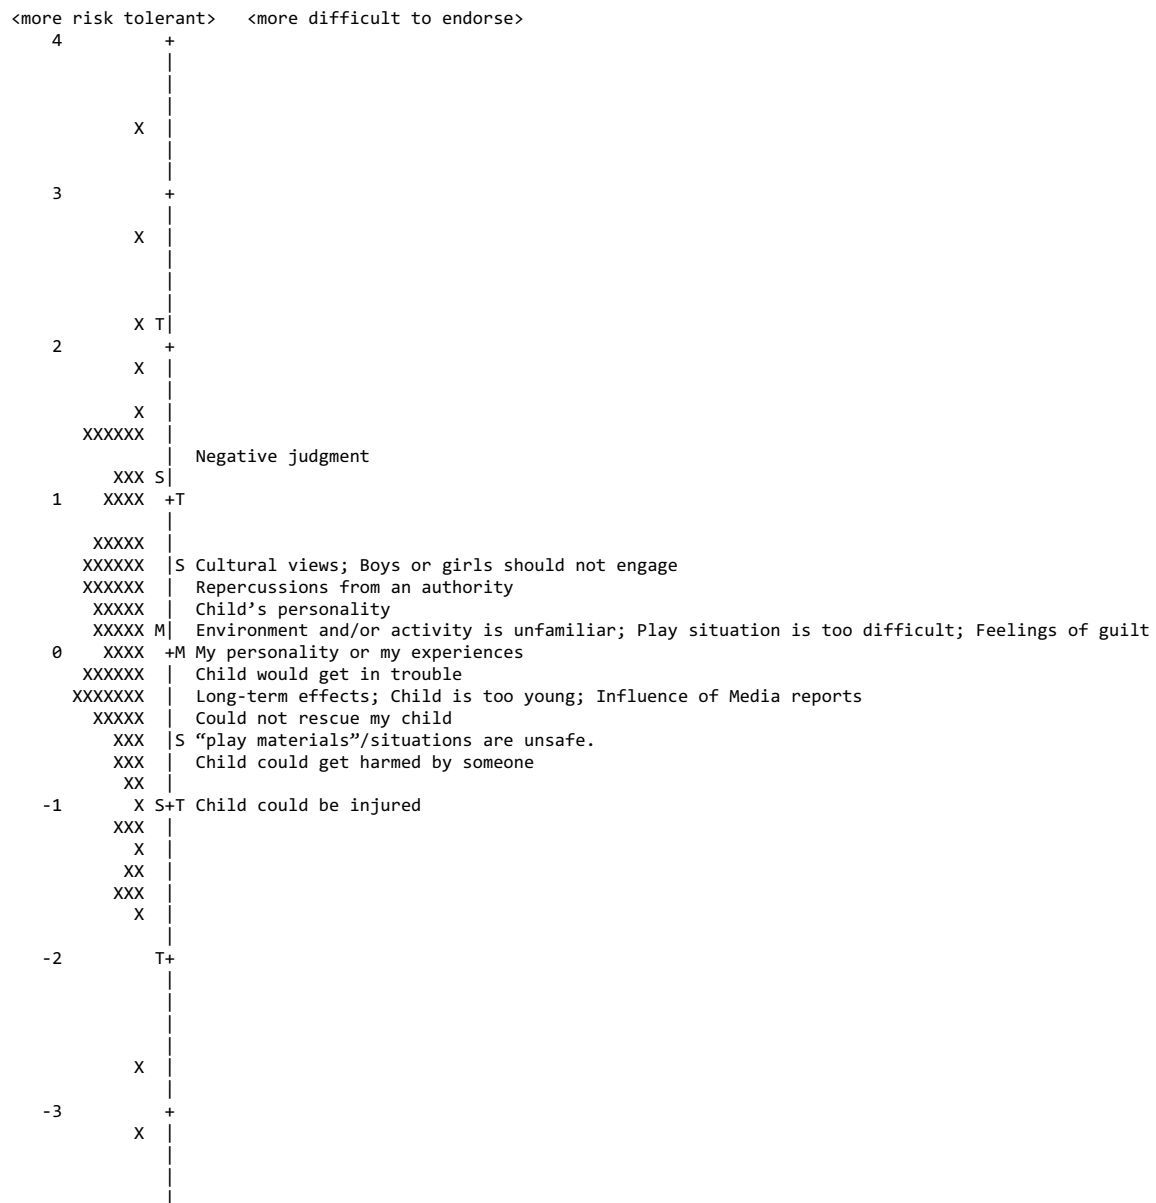 <more risk tolerant> <more difficult to endorse>
4 +
|
|
|
X |
|
|
3 +
|
X |
|
|
|
X T|
2 +
X |
|
X |
XXXXXX |
| Negative judgment
XXX S|
1 XXXX +T
|
XXXXX |
XXXXXX |S Cultural views; Boys or girls should not engage
XXXXXX | Repercussions from an authority
XXXXX | Child’s personality
XXXXX M| Environment and/or activity is unfamiliar; Play situation is too difficult; Feelings of guilt
0 XXXX +M My personality or my experiences
XXXXXX | Child would get in trouble
XXXXXXX | Long-term effects; Child is too young; Influence of Media reports
XXXXX | Could not rescue my child
XXX |S “play materials”/situations are unsafe.
XXX | Child could get harmed by someone
XX |
-1 X S+T Child could be injured
XXX |
X |
XX |
XXX |
X |
|
-2 T+
|
|
|
|
X |
|
-3 +
X |
|
|
|